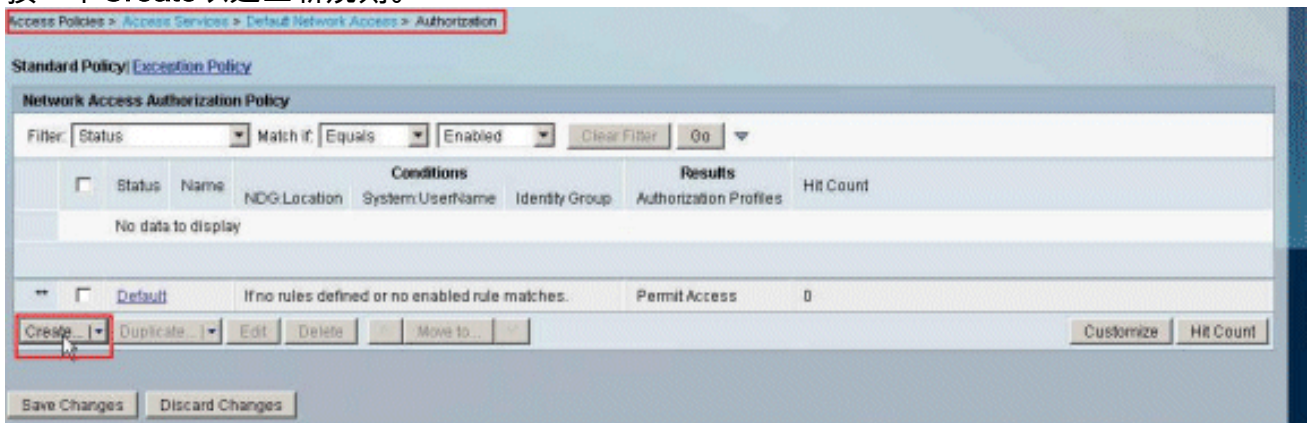 Access Policies > Access Services > Default Network Access > Authorization
Standard Policy| Exception Policy
Network Access Authorization Policy
Filter: Status Match if: Equals Enabled Clear Filter Go
Status Name Conditions Results Hit Count
NDG:Location System:UserName Identity Group Authorization Profiles
No data to display
** Default If no rules defined or no enabled rule matches. Permit Access 0
Create... Duplicate... Edit Delete Move to... Customize Hit Count
Save Changes Discard Changes